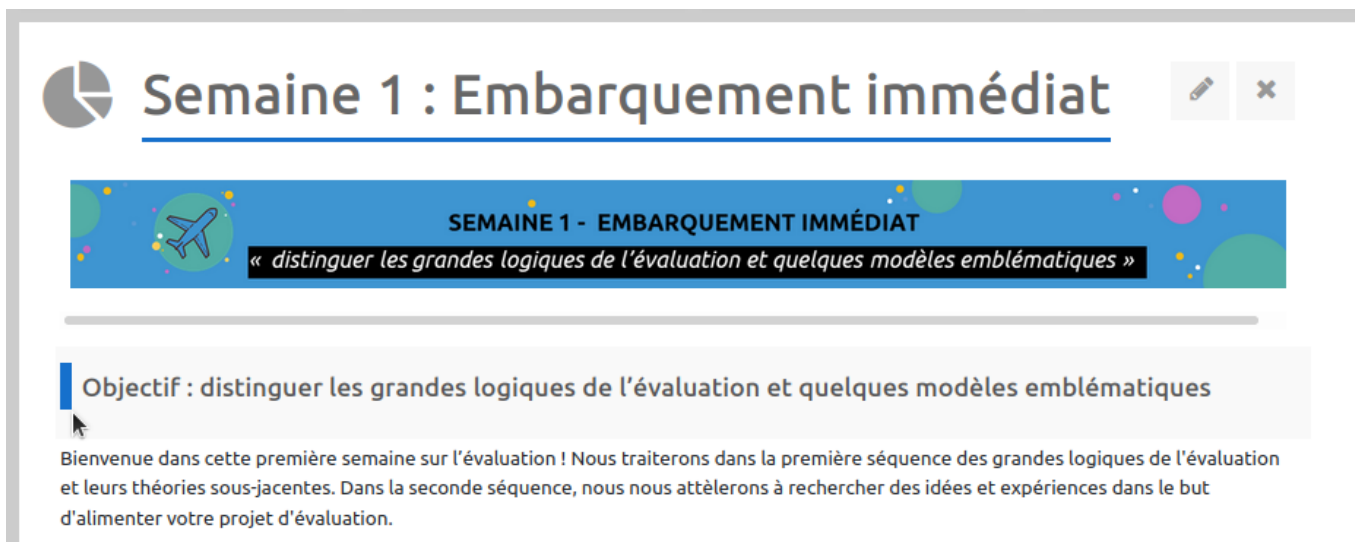 Semaine 1 : Embarquement immédiat
SEMAINE 1 - EMBARQUEMENT IMMÉDIAT
« distinguer les grandes logiques de l'évaluation et quelques modèles emblématiques »
Objectif : distinguer les grandes logiques de l’évaluation et quelques modèles emblématiques
Bienvenue dans cette première semaine sur l’évaluation ! Nous traiterons dans la première séquence des grandes logiques de l'évaluation
et leurs théories sous-jacentes. Dans la seconde séquence, nous nous attèlerons à rechercher des idées et expériences dans le but
d'alimenter votre projet d'évaluation.